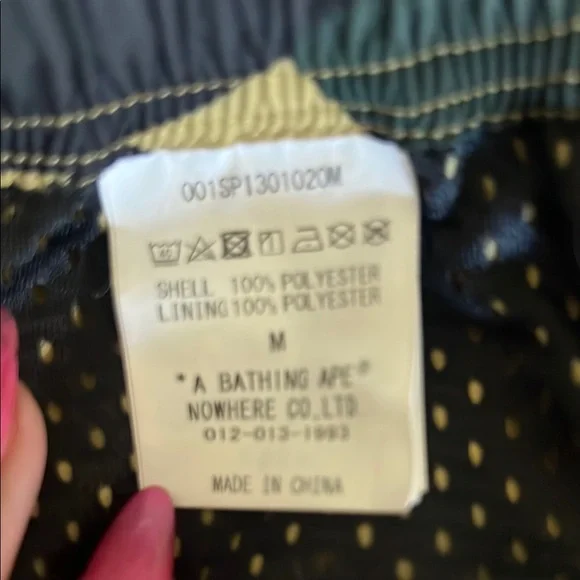 001SP1301020M
SHELL 100% POLYESTER
LINING 100% POLYESTER
M
"A BATHING APE®
NOWHERE CO.,LTD
012-013-1993
MADE IN CHINA